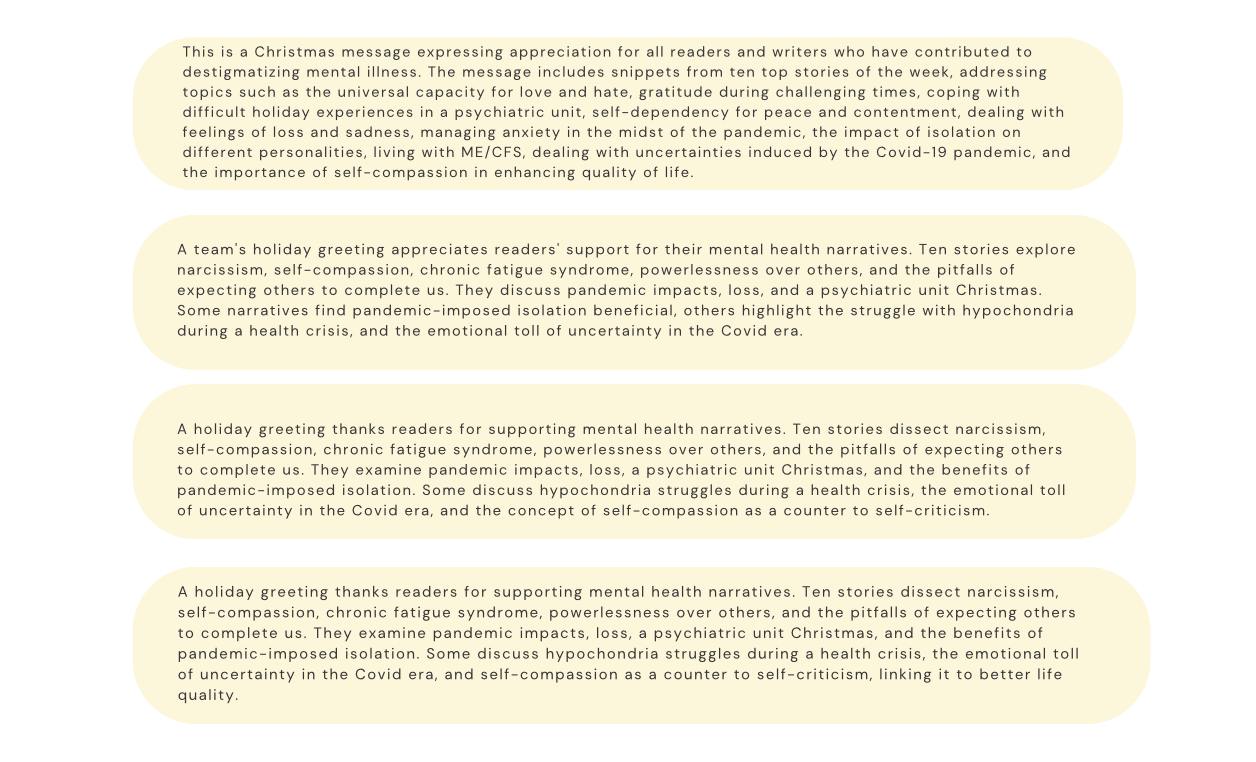 This is a Christmas message expressing appreciation for all readers and writers who have contributed to
destigmatizing mental illness. The message includes snippets from ten top stories of the week, addressing
topics such as the universal capacity for love and hate, gratitude during challenging times, coping with
difficult holiday experiences in a psychiatric unit, self-dependency for peace and contentment, dealing with
feelings of loss and sadness, managing anxiety in the midst of the pandemic, the impact of isolation on
different personalities, living with ME/CFS, dealing with uncertainties induced by the Covid-19 pandemic, and
the importance of self-compassion in enhancing quality of life.
A team's holiday greeting appreciates readers' support for their mental health narratives. Ten stories explore
narcissism, self-compassion, chronic fatigue syndrome, powerlessness over others, and the pitfalls of
expecting others to complete us. They discuss pandemic impacts, loss, and a psychiatric unit Christmas.
Some narratives find pandemic-imposed isolation beneficial, others highlight the struggle with hypochondria
during a health crisis, and the emotional toll of uncertainty in the Covid era.
A holiday greeting thanks readers for supporting mental health narratives. Ten stories dissect narcissism,
self-compassion, chronic fatigue syndrome, powerlessness over others, and the pitfalls of expecting others
to complete us. They examine pandemic impacts, loss, a psychiatric unit Christmas, and the benefits of
pandemic-imposed isolation. Some discuss hypochondria struggles during a health crisis, the emotional toll
of uncertainty in the Covid era, and the concept of self-compassion as a counter to self-criticism.
A holiday greeting thanks readers for supporting mental health narratives. Ten stories dissect narcissism,
self-compassion, chronic fatigue syndrome, powerlessness over others, and the pitfalls of expecting others
to complete us. They examine pandemic impacts, loss, a psychiatric unit Christmas, and the benefits of
pandemic-imposed isolation. Some discuss hypochondria struggles during a health crisis, the emotional toll
of uncertainty in the Covid era, and self-compassion as a counter to self-criticism, linking it to better life
quality.